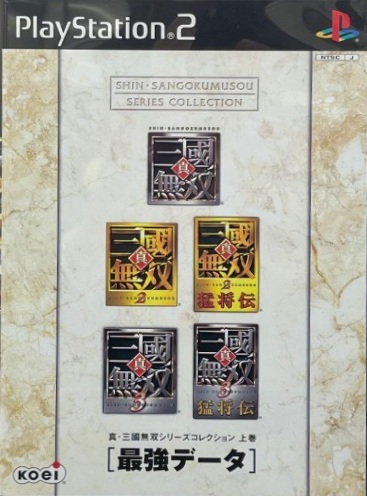 PlayStation®2
NTSC J
SHIN・SANGOKUMUSOU
SERIES COLLECTION
SHIN・SANGOKUMUSOU
真・三國無双
真・三國無双2
真・三國無双2
猛将伝
真・三國無双3
真・三國無双3
猛将伝
真・三國無双シリーズコレクション 上巻
[最強データ]
KOEI